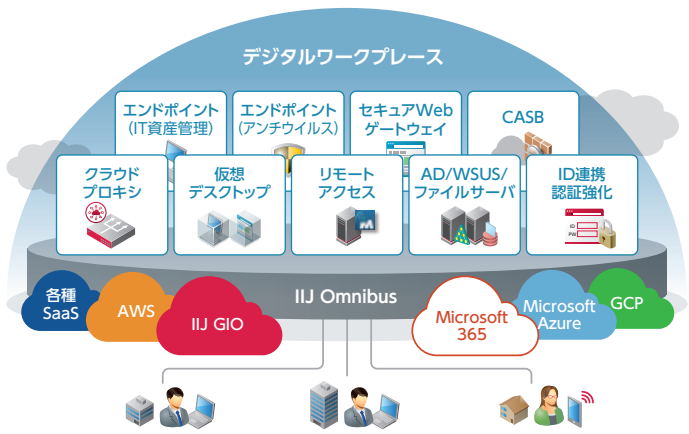 デジタルワークプレース
エンドポイント
(IT資産管理)
エンドポイント
(アンチウイルス)
セキュアWeb
ゲートウェイ
CASB
クラウド
プロキシ
仮想
デスクトップ
リモート
アクセス
AD/WSUS/
ファイルサーバ
ID連携
認証強化
ID
PW
IIJ Omnibus
各種
SaaS
AWS
IIJ GIO
Microsoft
365
Microsoft
Azure
GCP